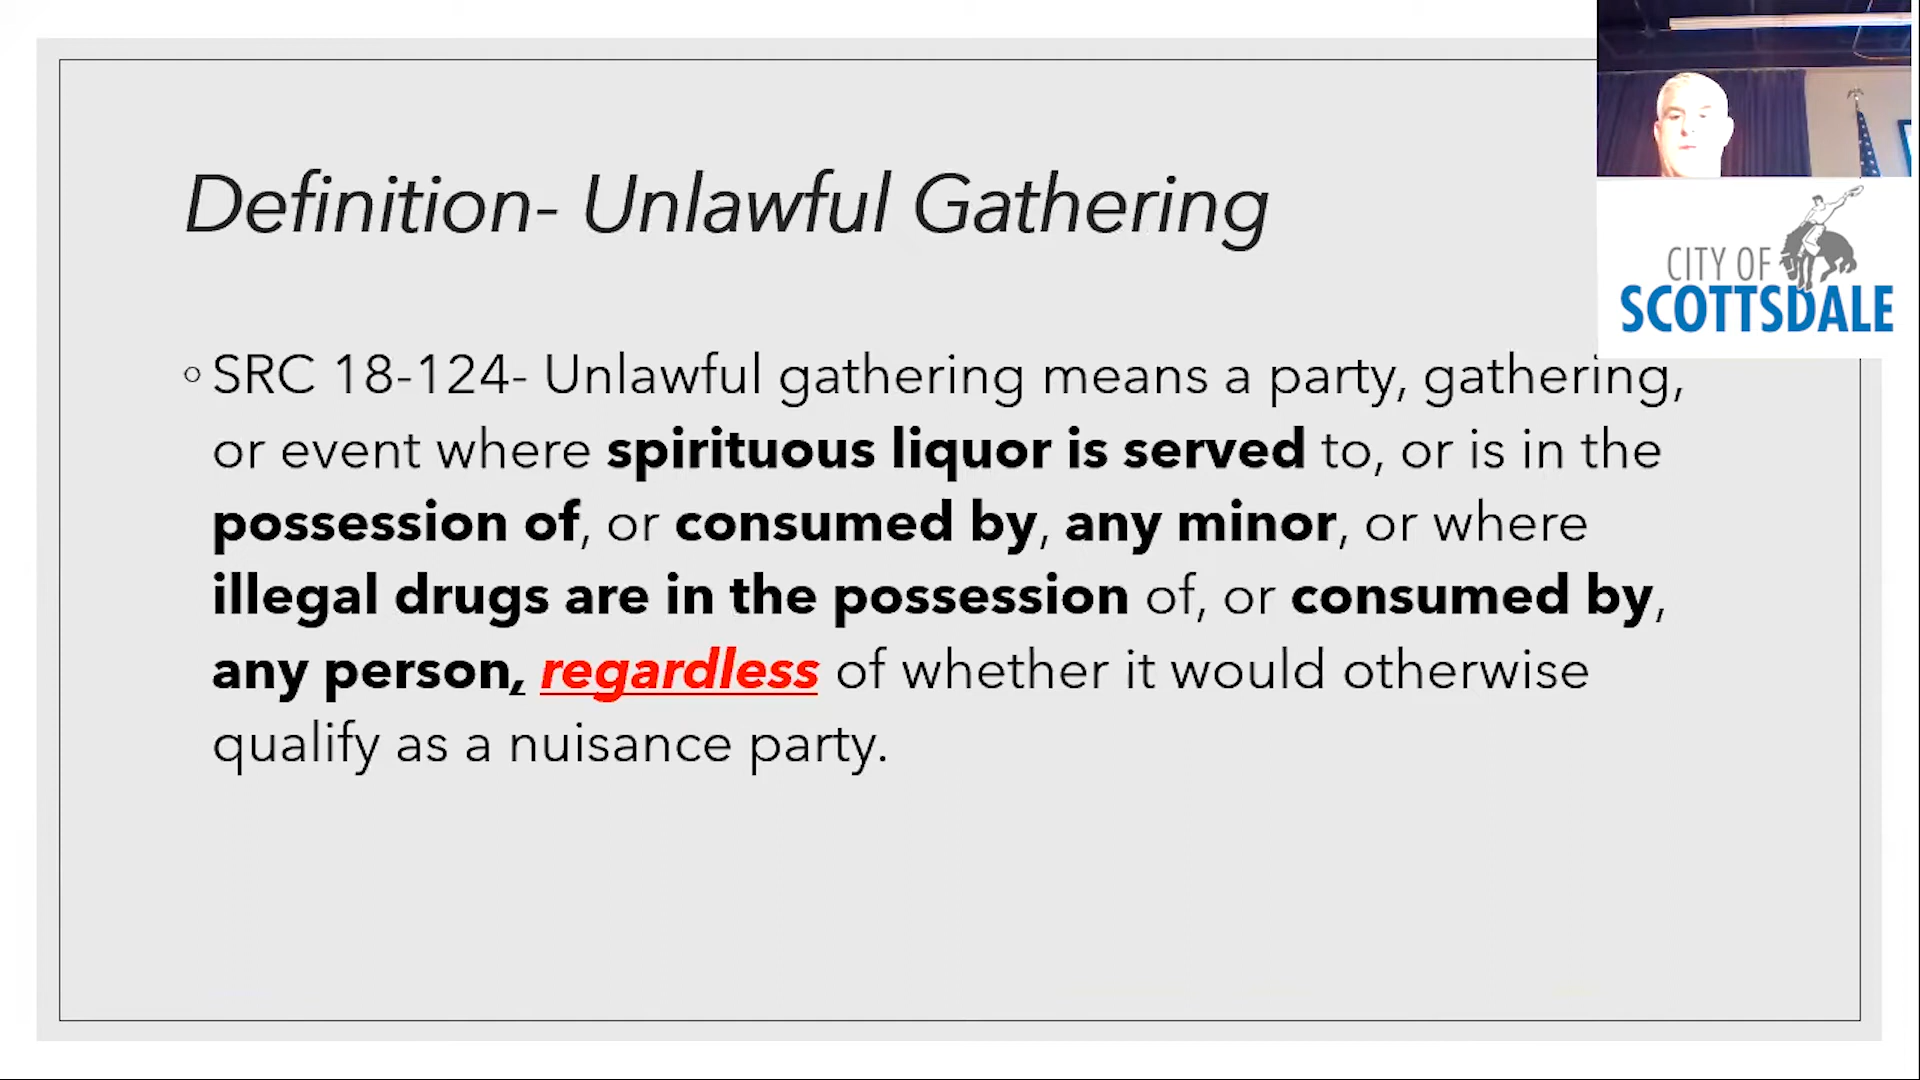 Definition- Unlawful Gathering
CITY OF
SCOTTSDALE
◦ SRC 18-124- Unlawful gathering means a party, gathering,
or event where spirituous liquor is served to, or is in the
possession of, or consumed by, any minor, or where
illegal drugs are in the possession of, or consumed by,
any person, regardless of whether it would otherwise
qualify as a nuisance party.